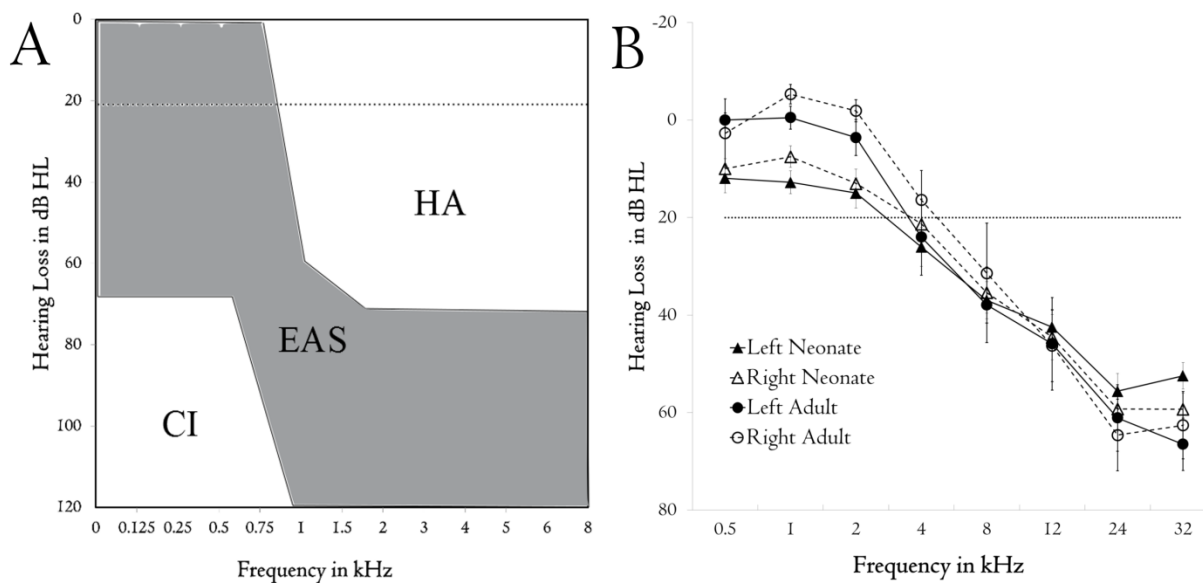 A
0
20
40
60
80
100
120
Hearing Loss in dB HL
HA
EAS
CI
0 0.125 0.25 0.5 0.75 1 1.5 2 3 4 5 6 8
Frequency in kHz
B
-20
0
20
40
60
80
Hearing Loss in dB HL
Left Neonate
Right Neonate
Left Adult
Right Adult
0.5 1 2 4 8 12 24 32
Frequency in kHz